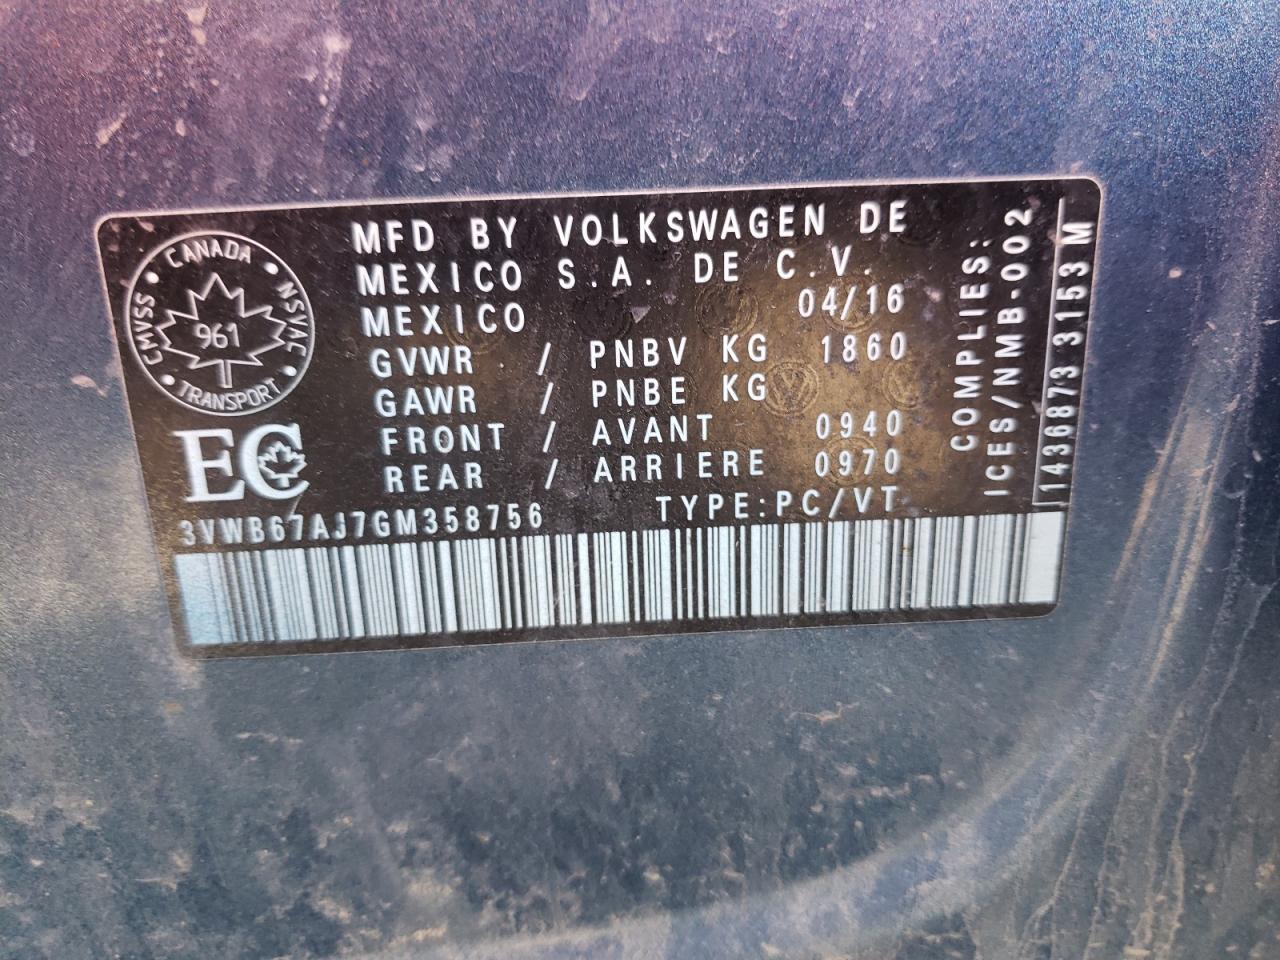 CANADA
CMVSS NSVAC
961
TRANSPORT
EC
MFD BY VOLKSWAGEN DE
MEXICO S.A. DE C.V.
MEXICO 04/16
GVWR / PNBV KG 1860
GAWR / PNBE KG
FRONT / AVANT 0940
REAR / ARRIERE 0970
3VWB67AJ7GM358756 TYPE:PC/VT
COMPLIES:
ICES/NMB-002
1436873 3153 M